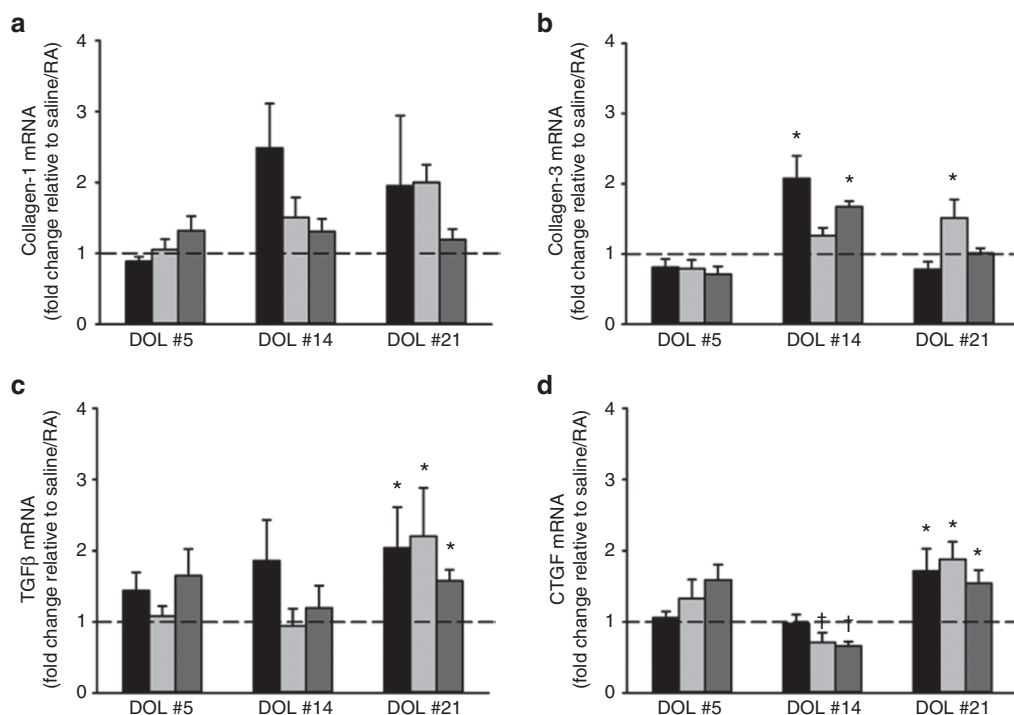 a
Collagen-1 mRNA
(fold change relative to saline/RA)
4
3
2
1
0
DOL #5 DOL #14 DOL #21
b
Collagen-3 mRNA
(fold change relative to saline/RA)
4
3
2
1
0
*
*
*
DOL #5 DOL #14 DOL #21
c
TGFβ mRNA
(fold change relative to saline/RA)
4
3
2
1
0
*
*
*
DOL #5 DOL #14 DOL #21
d
CTGF mRNA
(fold change relative to saline/RA)
4
3
2
1
0
‡ †
* * *
DOL #5 DOL #14 DOL #21